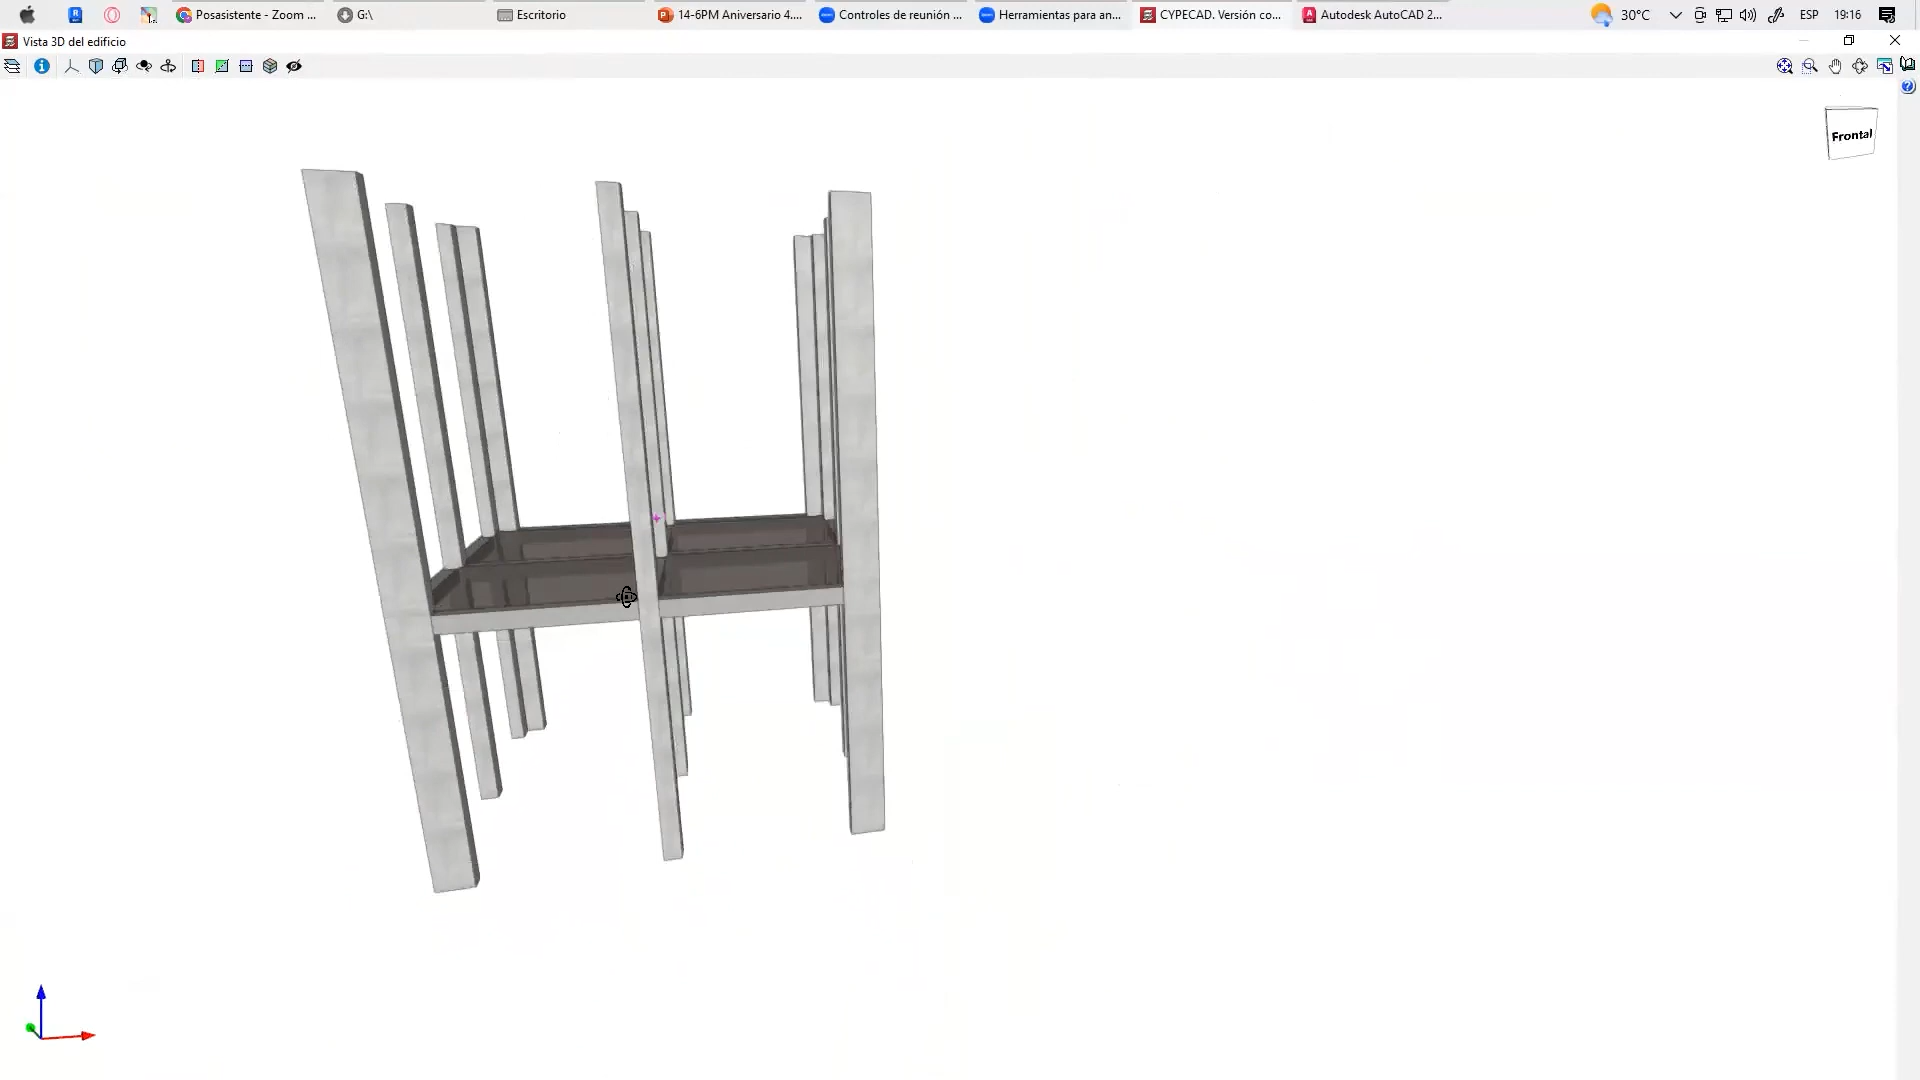 Posasistente - Zoom ...
G:\
Escritorio
14-6PM Aniversario 4....
Controles de reunión ...
Herramientas para an...
CYPECAD. Versión co...
Autodesk AutoCAD 2...
30°C
ESP
19:16
Vista 3D del edificio
Frontal